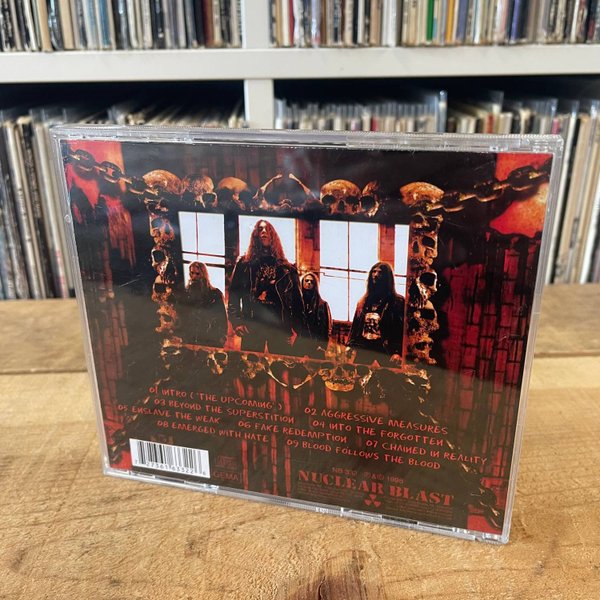 01 INTRO ("THE UPCOMING") 02 AGGRESSIVE MEASURES
03 BEYOND THE SUPERSTITION 04 INTO THE FORGOTTEN
05 ENSLAVE THE WEAK 06 FAKE REDEMPTION 07 CHAINED IN REALITY
08 EMERGED WITH HATE 09 BLOOD FOLLOWS THE BLOOD
GEMA
NUCLEAR BLAST